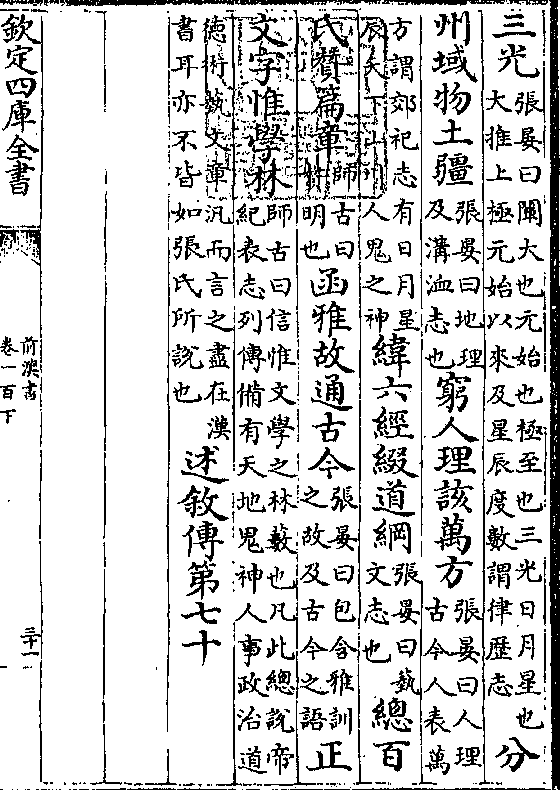 三光張晏曰闡大也元始也極至也三光日月星也大推上極元始以來及星辰度數謂律歷志分
州域物土疆張晏曰地理及溝洫志也窮人理該萬方張晏曰人理古今人表萬
方謂郊祀志有日月星辰天下山川人鬼之神緯六經綴道綱張晏曰藝文志也總百
氏贊篇章師古曰明也函雅故通古今張晏曰包含雅訓之故及古今之語正
文字惟學林師古曰信惟文學之林藪也凡此總說帝紀表志列傳備有天地鬼神人事政治道
德術藝文章汎而言之盡在漢書耳亦不皆如張氏所說也述敘傳第七十
欽定四庫全書
前漢書
卷一百下
三十一